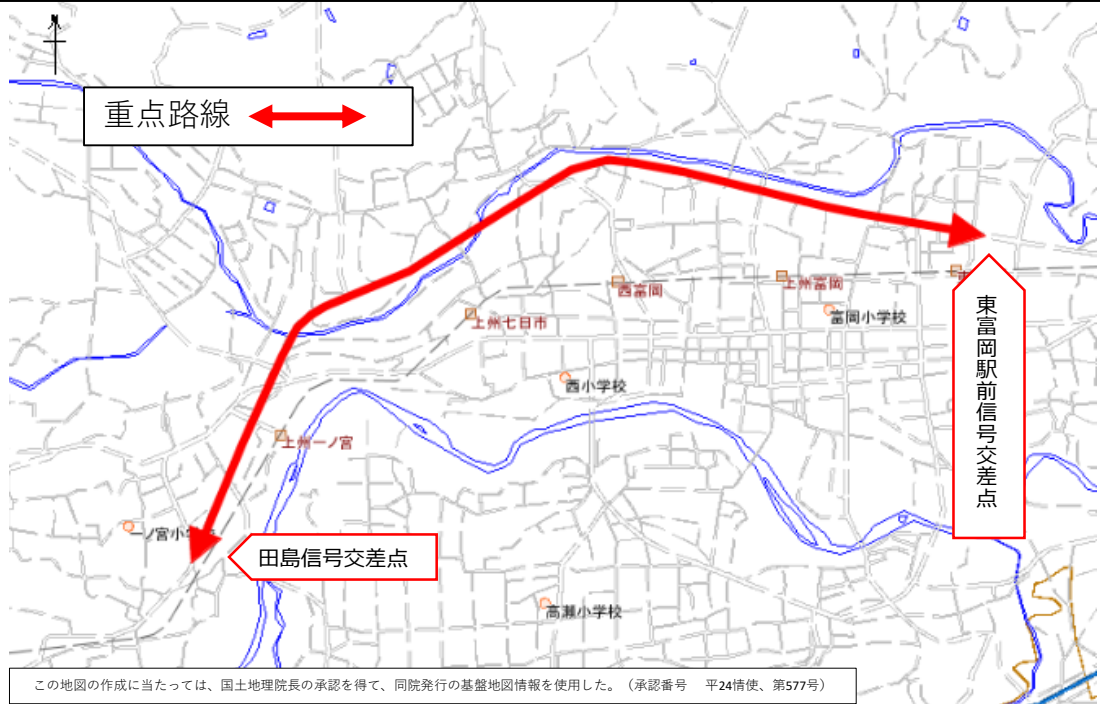 重点路線
西富岡
上州富岡
上州七日市
富岡小学校
東富岡駅前信号交差点
西小学校
上州一ノ宮
一ノ宮小学
田島信号交差点
高瀬小学校
この地図の作成に当たっては、国土地理院長の承認を得て、同院発行の基盤地図情報を使用した。（承認番号　平24情使、第577号）